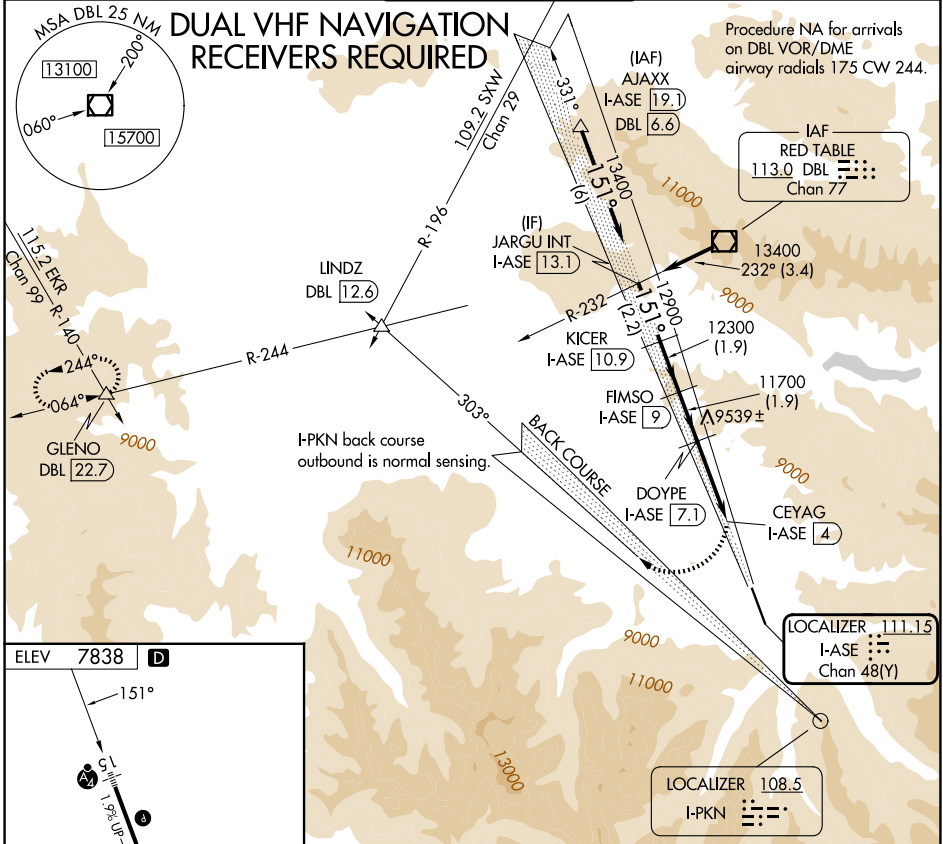 MSA DBL 25 NM
200°
13100
060°
15700
DUAL VHF NAVIGATION
RECEIVERS REQUIRED
Procedure NA for arrivals
on DBL VOR/DME
airway radials 175 CW 244.
109.2 SXW
Chan 29
R-196
331°
(IAF)
AJAXX
I-ASE 19.1
DBL 6.6
13400
151°
(6)
11000
IAF
RED TABLE
113.0 DBL
Chan 77
(IF)
JARGU INT
I-ASE 13.1
13400
232° (3.4)
R-232
9000
12900
151°
(2.2)
115.2 EKR
Chan 99
R-140
LINDZ
DBL 12.6
R-244
303°
KICER
I-ASE 10.9
12300
(1.9)
FIMSO
I-ASE 9
11700
(1.9)
9539±
244°
064°
GLENO
DBL 22.7
9000
I-PKN back course
outbound is normal sensing.
BACK COURSE
DOYPE
I-ASE 7.1
9000
CEYAG
I-ASE 4
11000
9000
11000
13000
LOCALIZER 111.15
I-ASE
Chan 48(Y)
LOCALIZER 108.5
I-PKN
ELEV 7838 D
151°
15
A4
1.9% UP
P